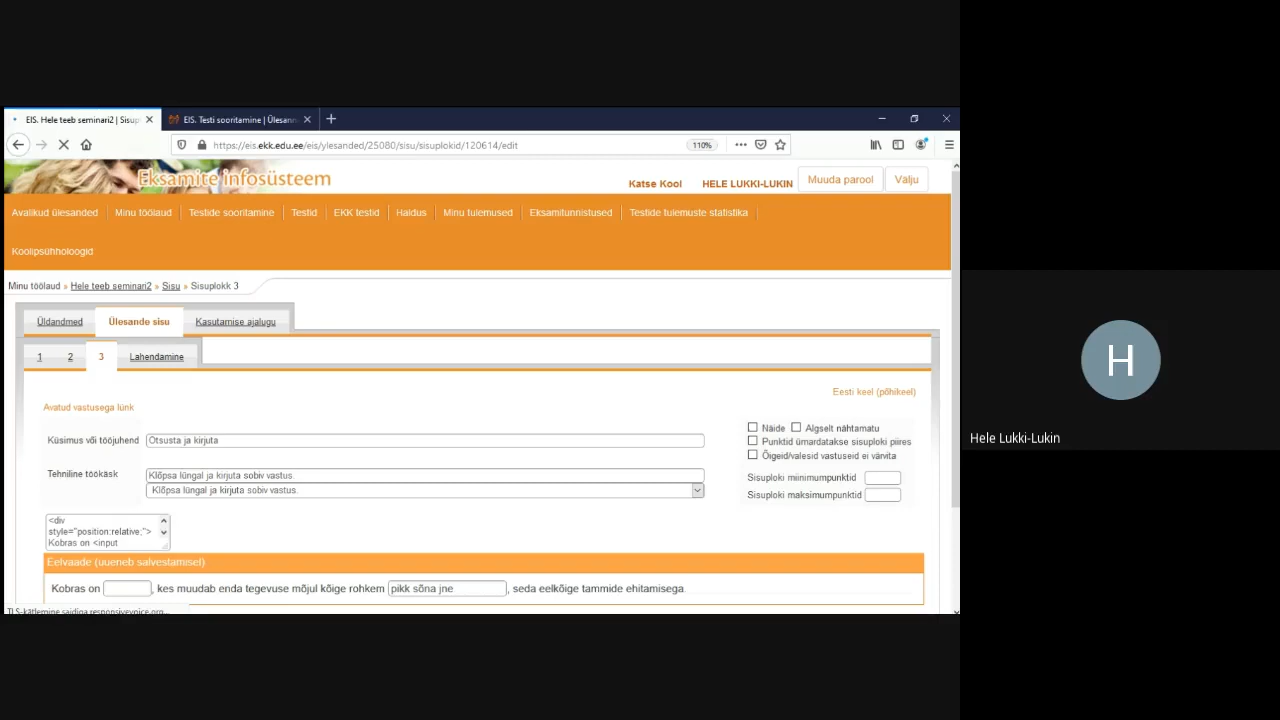 EIS. Hele teeb seminari2 | Sisup
EIS. Testi sooritamine | Ülesann
https://eis.ekk.edu.ee/eis/ylesanded/25080/sisu/sisuplokid/120614/edit
110%
Eksamite infosüsteem
Katse Kool
HELE LUKKI-LUKIN
Muuda parool
Välju
Avalikud ülesanded
Minu töölaud
Testide sooritamine
Testid
EKK testid
Haldus
Minu tulemused
Eksamitunnistused
Testide tulemuste statistika
Koolipsühholoogid
Minu töölaud » Hele teeb seminari2 » Sisu » Sisuplokk 3
Üldandmed
Ülesande sisu
Kasutamise ajalugu
1
2
3
Lahendamine
Eesti keel (põhikeel)
Avatud vastusega lünk
Küsimus või tööjuhend
Otsusta ja kirjuta
Näide
Algselt nähtamatu
Punktid ümardatakse sisuploki piires
Õigeid/valesid vastuseid ei värvita
Tehniline töökäsk
Klõpsa lüngal ja kirjuta sobiv vastus.
Klõpsa lüngal ja kirjuta sobiv vastus.
Sisuploki miinimumpunktid
Sisuploki maksimumpunktid
<div
style="position:relative;">
Kobras on <input
Eelvaade (uueneb salvestamisel)
Kobras on , kes muudab enda tegevuse mõjul kõige rohkem pikk sõna jne , seda eelkõige tammide ehitamisega.
TLS-kätlemine saidiga responsivevoice.org...
H
Hele Lukki-Lukin